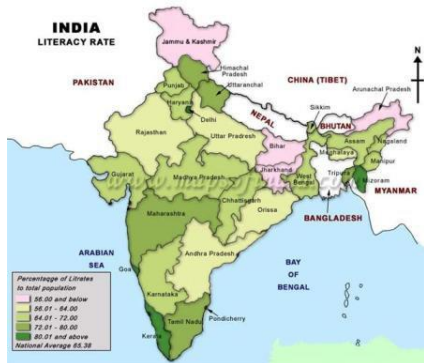 INDIA
LITERACY RATE
Jammu & Kashmir
PAKISTAN
Himachal
Pradesh
Punjab
Uttaranchal
CHINA (TIBET)
N
Haryana
Delhi
Arunachal Pradesh
NEPAL
Sikkim
BHUTAN
Rajasthan
Uttar Pradresh
Assam
Nagaland
Bihar
Meghalaya
Manipur
Jharkhand
Gujarat
Madhya Pradesh
West
Bengal
Tripura
Mizoram
MYANMAR
Chhattisgarh
BANGLADESH
Maharashtra
Orissa
ARABIAN
SEA
Andhra Pradesh
BAY
OF
BENGAL
Goa
Karnataka
Pondicherry
Tamil Nadu
Kerala
Percentagge of Litretes
to total population
56.00 and below
56.01 - 64.00
64.01 - 72.00
72.01 - 80.00
80.01 and above
National Average 65.38